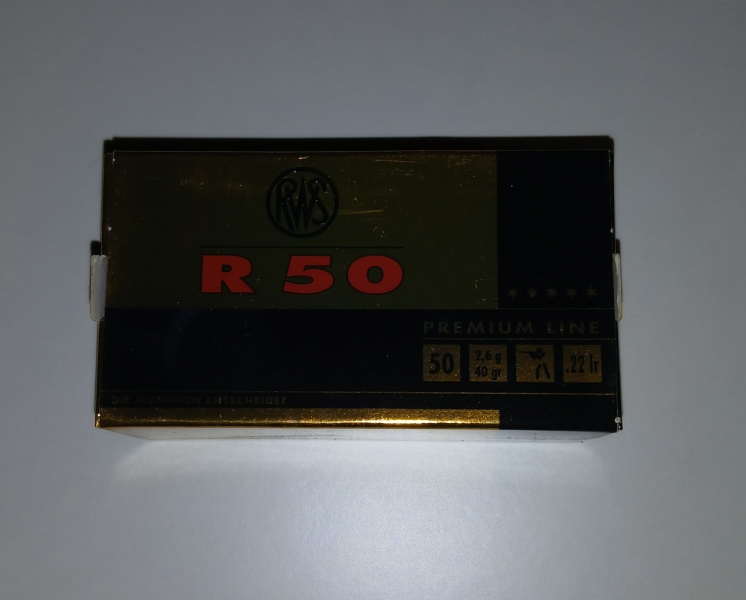 RWS
R 50
PREMIUM LINE
50
2,6 g
40 gr
.22 lr
DIE MUNITION ENTSCHEIDET